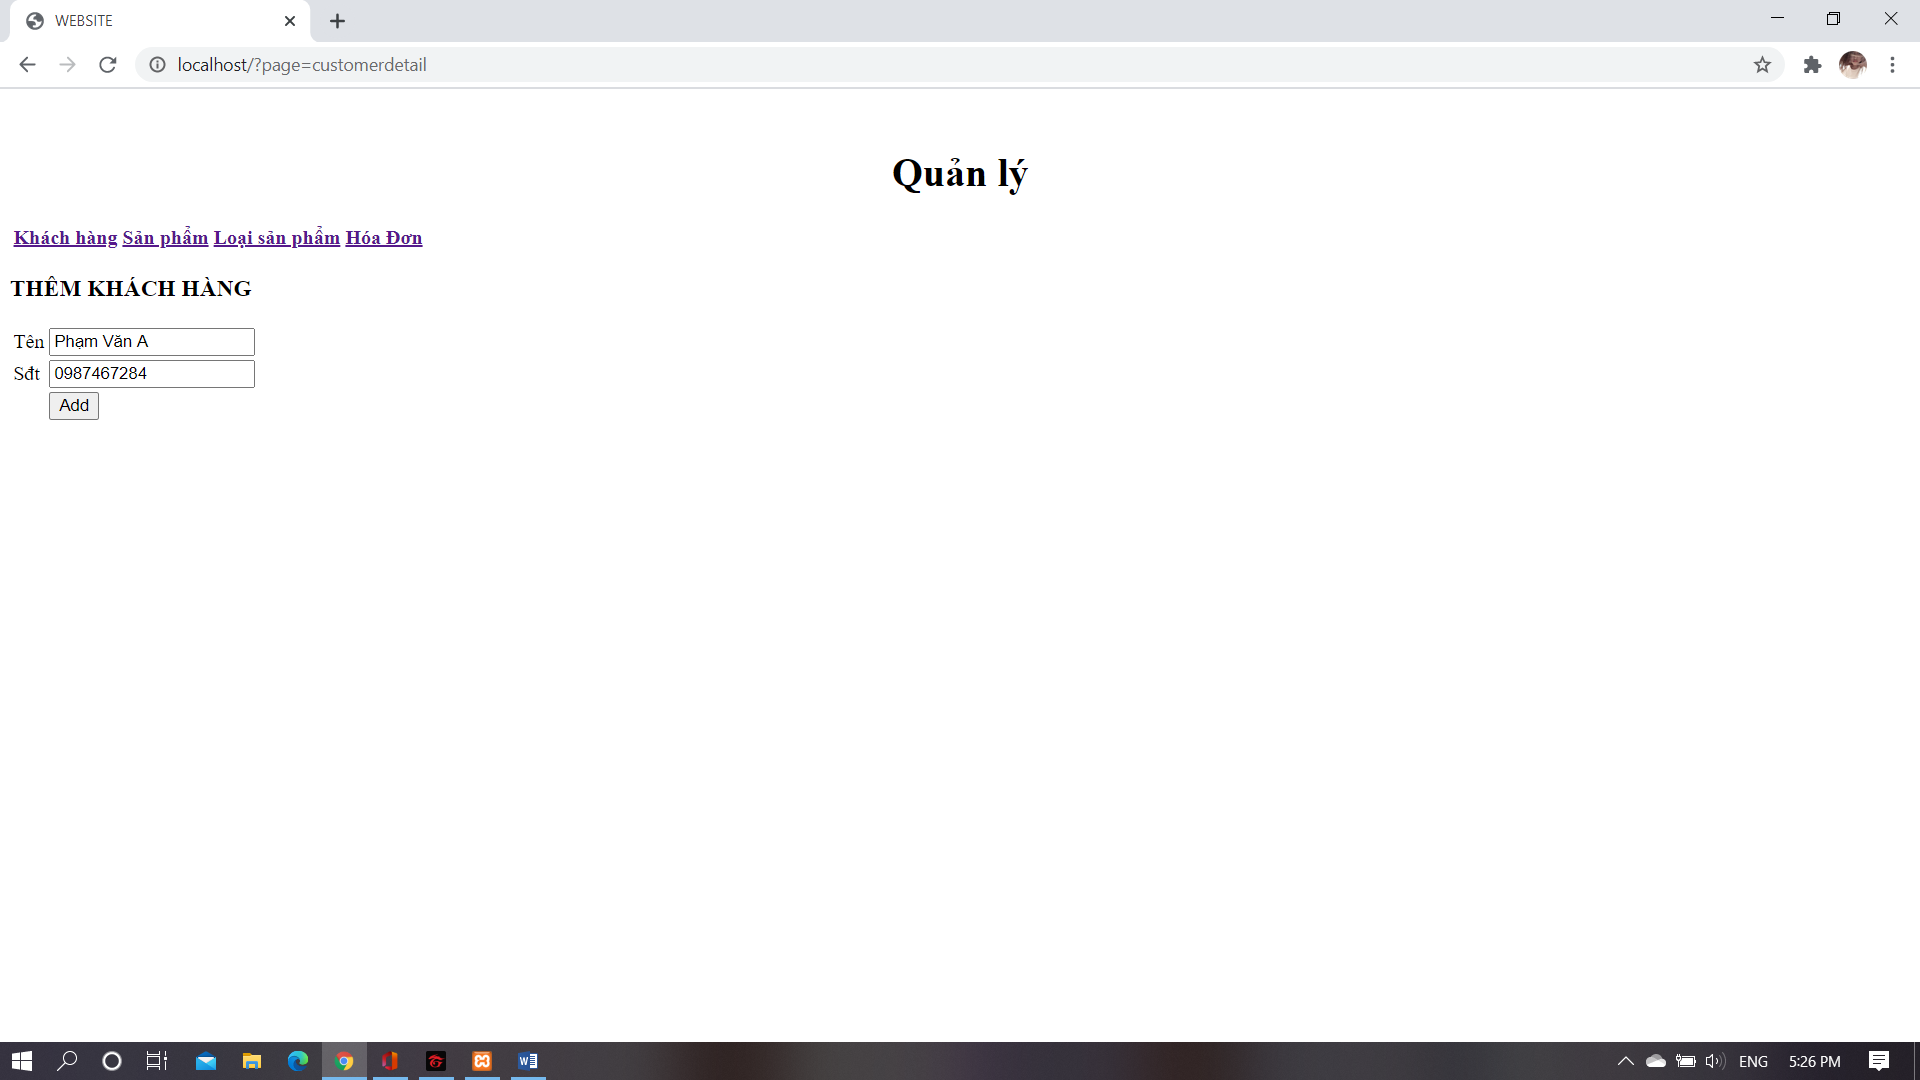 WEBSITE
localhost/?page=customerdetail
Quản lý
Khách hàng Sản phẩm Loại sản phẩm Hóa Đơn
THÊM KHÁCH HÀNG
Tên Phạm Văn A
Sđt 0987467284
Add
ENG 5:26 PM